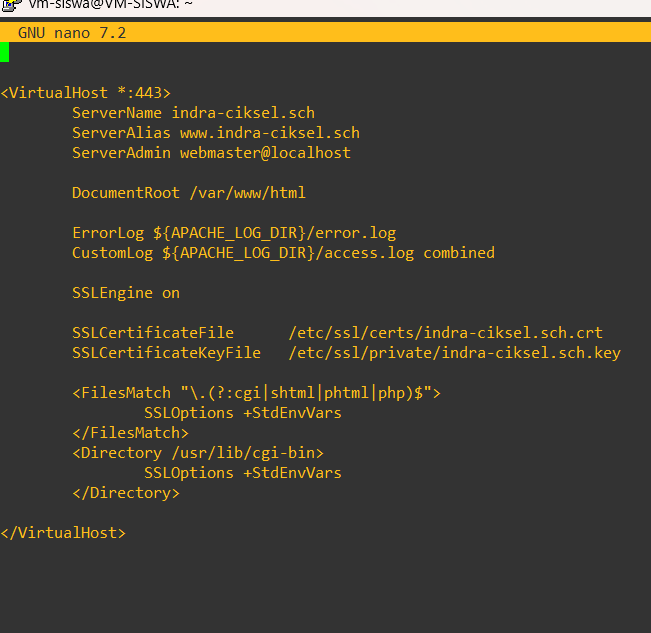 vm-siswa@VM-SISWA: ~
GNU nano 7.2
<VirtualHost *:443>
ServerName indra-ciksel.sch
ServerAlias www.indra-ciksel.sch
ServerAdmin webmaster@localhost
DocumentRoot /var/www/html
ErrorLog ${APACHE_LOG_DIR}/error.log
CustomLog ${APACHE_LOG_DIR}/access.log combined
SSLEngine on
SSLCertificateFile /etc/ssl/certs/indra-ciksel.sch.crt
SSLCertificateKeyFile /etc/ssl/private/indra-ciksel.sch.key
<FilesMatch "\.(?:cgi|shtml|phtml|php)$">
SSLOptions +StdEnvVars
</FilesMatch>
<Directory /usr/lib/cgi-bin>
SSLOptions +StdEnvVars
</Directory>
</VirtualHost>